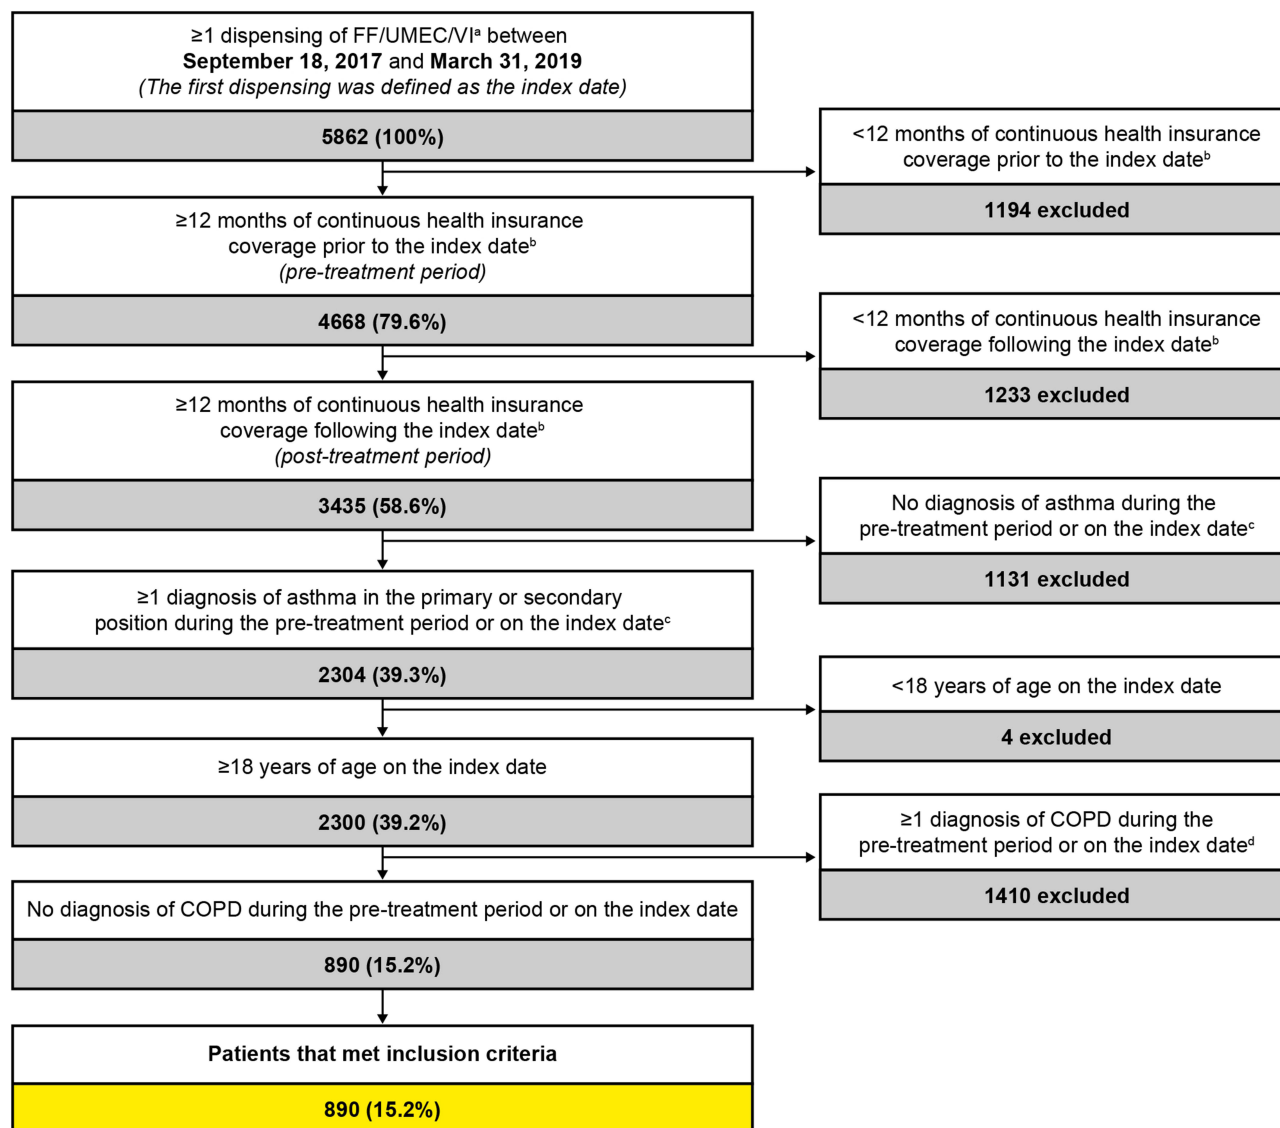 ≥1 dispensing of FF/UMEC/VIᵃ between
September 18, 2017 and March 31, 2019
(The first dispensing was defined as the index date)
5862 (100%)
<12 months of continuous health insurance
coverage prior to the index dateᵇ
1194 excluded
≥12 months of continuous health insurance
coverage prior to the index dateᵇ
(pre-treatment period)
4668 (79.6%)
<12 months of continuous health insurance
coverage following the index dateᵇ
1233 excluded
≥12 months of continuous health insurance
coverage following the index dateᵇ
(post-treatment period)
3435 (58.6%)
No diagnosis of asthma during the
pre-treatment period or on the index dateᶜ
1131 excluded
≥1 diagnosis of asthma in the primary or secondary
position during the pre-treatment period or on the index dateᶜ
2304 (39.3%)
<18 years of age on the index date
4 excluded
≥18 years of age on the index date
2300 (39.2%)
≥1 diagnosis of COPD during the
pre-treatment period or on the index dateᵈ
1410 excluded
No diagnosis of COPD during the pre-treatment period or on the index date
890 (15.2%)
Patients that met inclusion criteria
890 (15.2%)